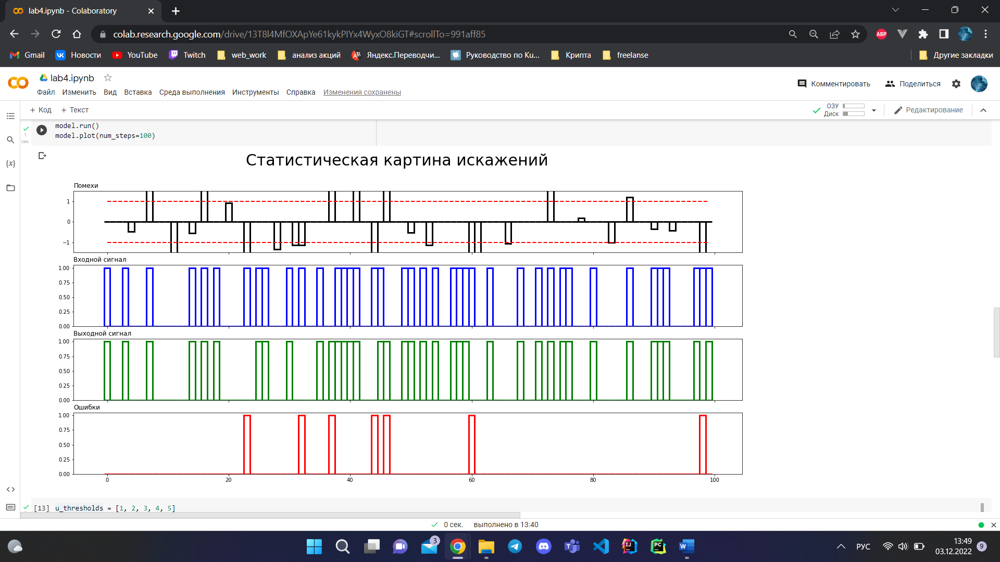 lab4.ipynb - Colaboratory
colab.research.google.com/drive/13T8l4MfOXApYe61kykPIYx4WyxO8kiGT#scrollTo=991aff85
ABP
Gmail Новости YouTube Twitch web_work анализ акций Яндекс.Переводчи... Руководство по Ku... Крипта freelanse Другие закладки
lab4.ipynb
Комментировать Поделиться
Файл Изменить Вид Вставка Среда выполнения Инструменты Справка Изменения сохранены
+ Код + Текст
ОЗУ
Диск
Редактирование
1
сек.
model.run()
model.plot(num_steps=100)
{x}
Статистическая картина искажений
Помехи
1
0
−1
Входной сигнал
1.00
0.75
0.50
0.25
0.00
Выходной сигнал
1.00
0.75
0.50
0.25
0.00
Ошибки
1.00
0.75
0.50
0.25
0.00
0 20 40 60 80 100
[13] u_thresholds = [1, 2, 3, 4, 5]
0 сек. выполнено в 13:40
3
РУС
13:49
03.12.2022
9